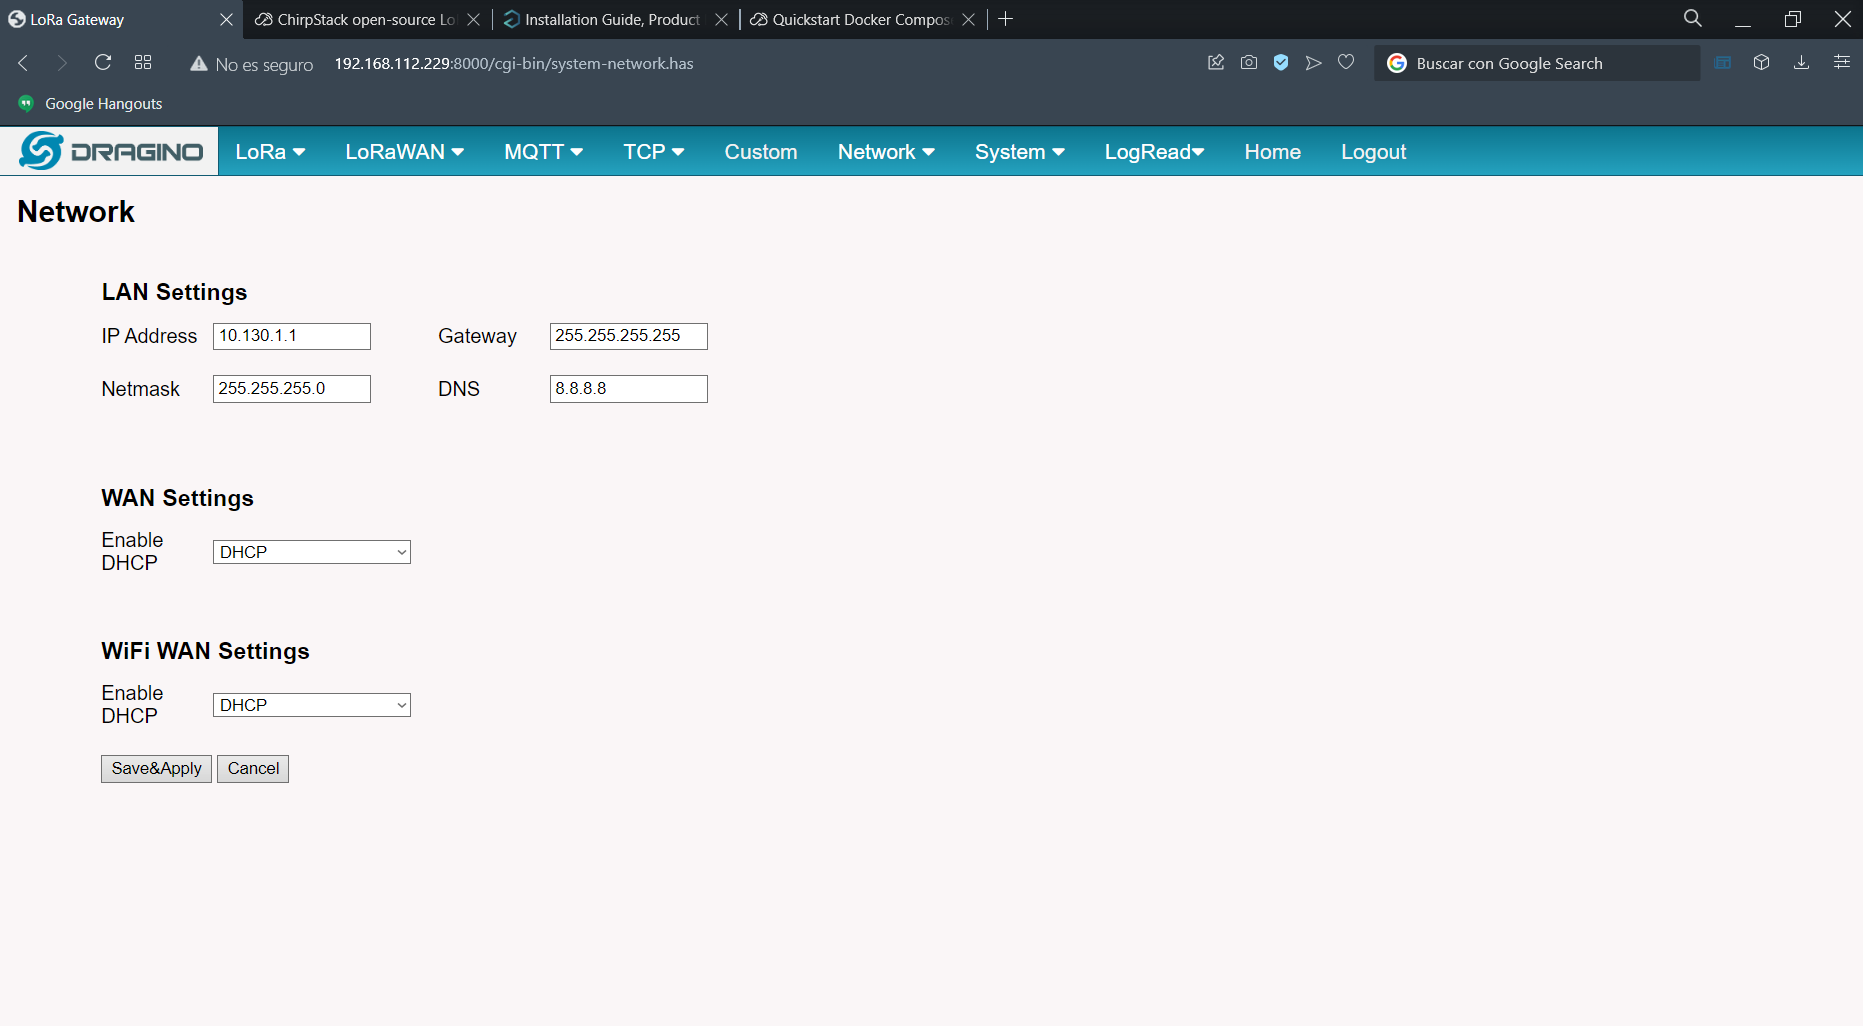 LoRa Gateway
ChirpStack open-source Lo
Installation Guide, Product
Quickstart Docker Compos
No es seguro
192.168.112.229:8000/cgi-bin/system-network.has
Buscar con Google Search
Google Hangouts
DRAGINO
LoRa
LoRaWAN
MQTT
TCP
Custom
Network
System
LogRead
Home
Logout
Network
LAN Settings
IP Address 10.130.1.1 Gateway 255.255.255.255
Netmask 255.255.255.0 DNS 8.8.8.8
WAN Settings
Enable
DHCP
DHCP
WiFi WAN Settings
Enable
DHCP
DHCP
Save&Apply Cancel